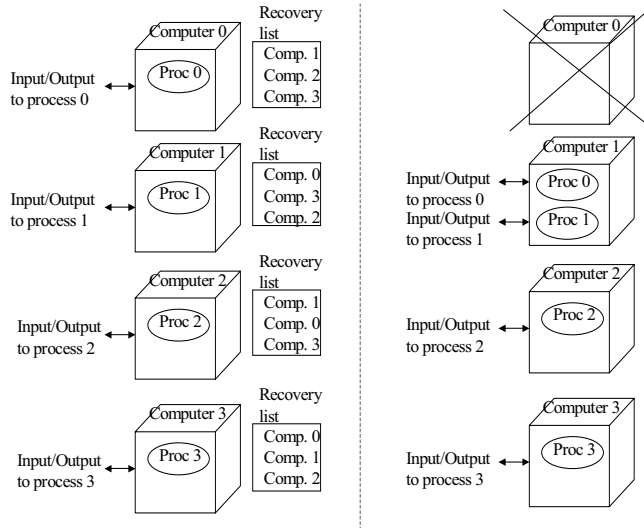 Computer 0
Proc 0
Input/Output
to process 0
Recovery
list
Comp. 1
Comp. 2
Comp. 3
Computer 1
Proc 1
Input/Output
to process 1
Recovery
list
Comp. 0
Comp. 3
Comp. 2
Computer 2
Proc 2
Input/Output
to process 2
Recovery
list
Comp. 1
Comp. 0
Comp. 3
Computer 3
Proc 3
Input/Output
to process 3
Recovery
list
Comp. 0
Comp. 1
Comp. 2
Computer 0
Computer 1
Input/Output
to process 0
Proc 0
Input/Output
to process 1
Proc 1
Computer 2
Input/Output
to process 2
Proc 2
Computer 3
Input/Output
to process 3
Proc 3